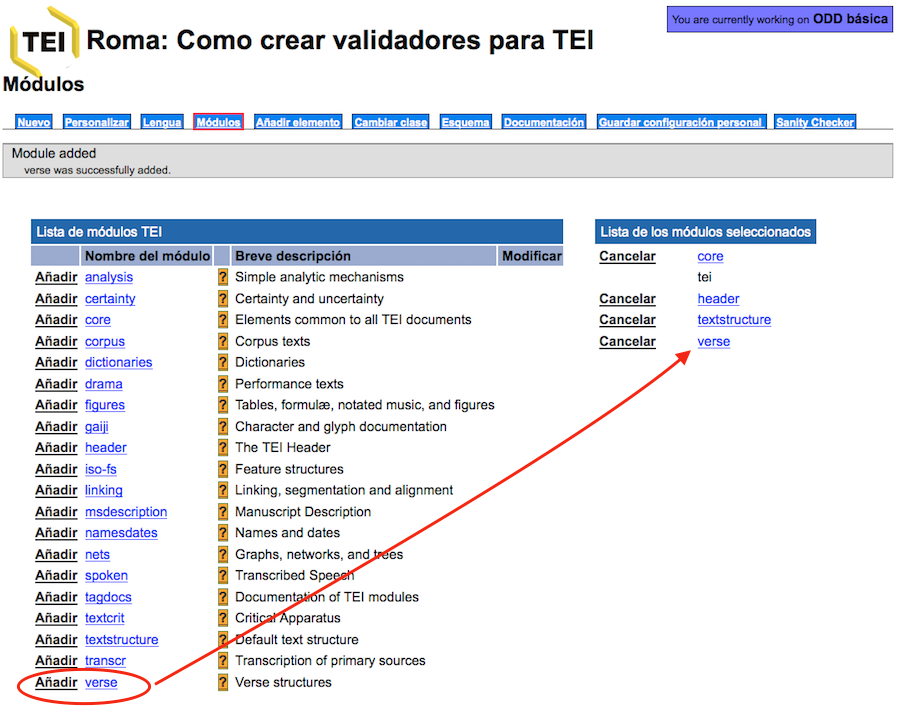 You are currently working on ODD básica
TEI Roma: Como crear validadores para TEI
Módulos
Nuevo Personalizar Lengua Módulos Añadir elemento Cambiar clase Esquema Documentación Guardar configuración personal Sanity Checker
Module added
verse was successfully added.
Lista de módulos TEI
Nombre del módulo Breve descripción Modificar
Añadir analysis ? Simple analytic mechanisms
Añadir certainty ? Certainty and uncertainty
Añadir core ? Elements common to all TEI documents
Añadir corpus ? Corpus texts
Añadir dictionaries ? Dictionaries
Añadir drama ? Performance texts
Añadir figures ? Tables, formulæ, notated music, and figures
Añadir gaiji ? Character and glyph documentation
Añadir header ? The TEI Header
Añadir iso-fs ? Feature structures
Añadir linking ? Linking, segmentation and alignment
Añadir msdescription ? Manuscript Description
Añadir namesdates ? Names and dates
Añadir nets ? Graphs, networks, and trees
Añadir spoken ? Transcribed Speech
Añadir tagdocs ? Documentation of TEI modules
Añadir textcrit ? Critical Apparatus
Añadir textstructure ? Default text structure
Añadir transcr ? Transcription of primary sources
Añadir verse ? Verse structures
Lista de los módulos seleccionados
Cancelar core
tei
Cancelar header
Cancelar textstructure
Cancelar verse